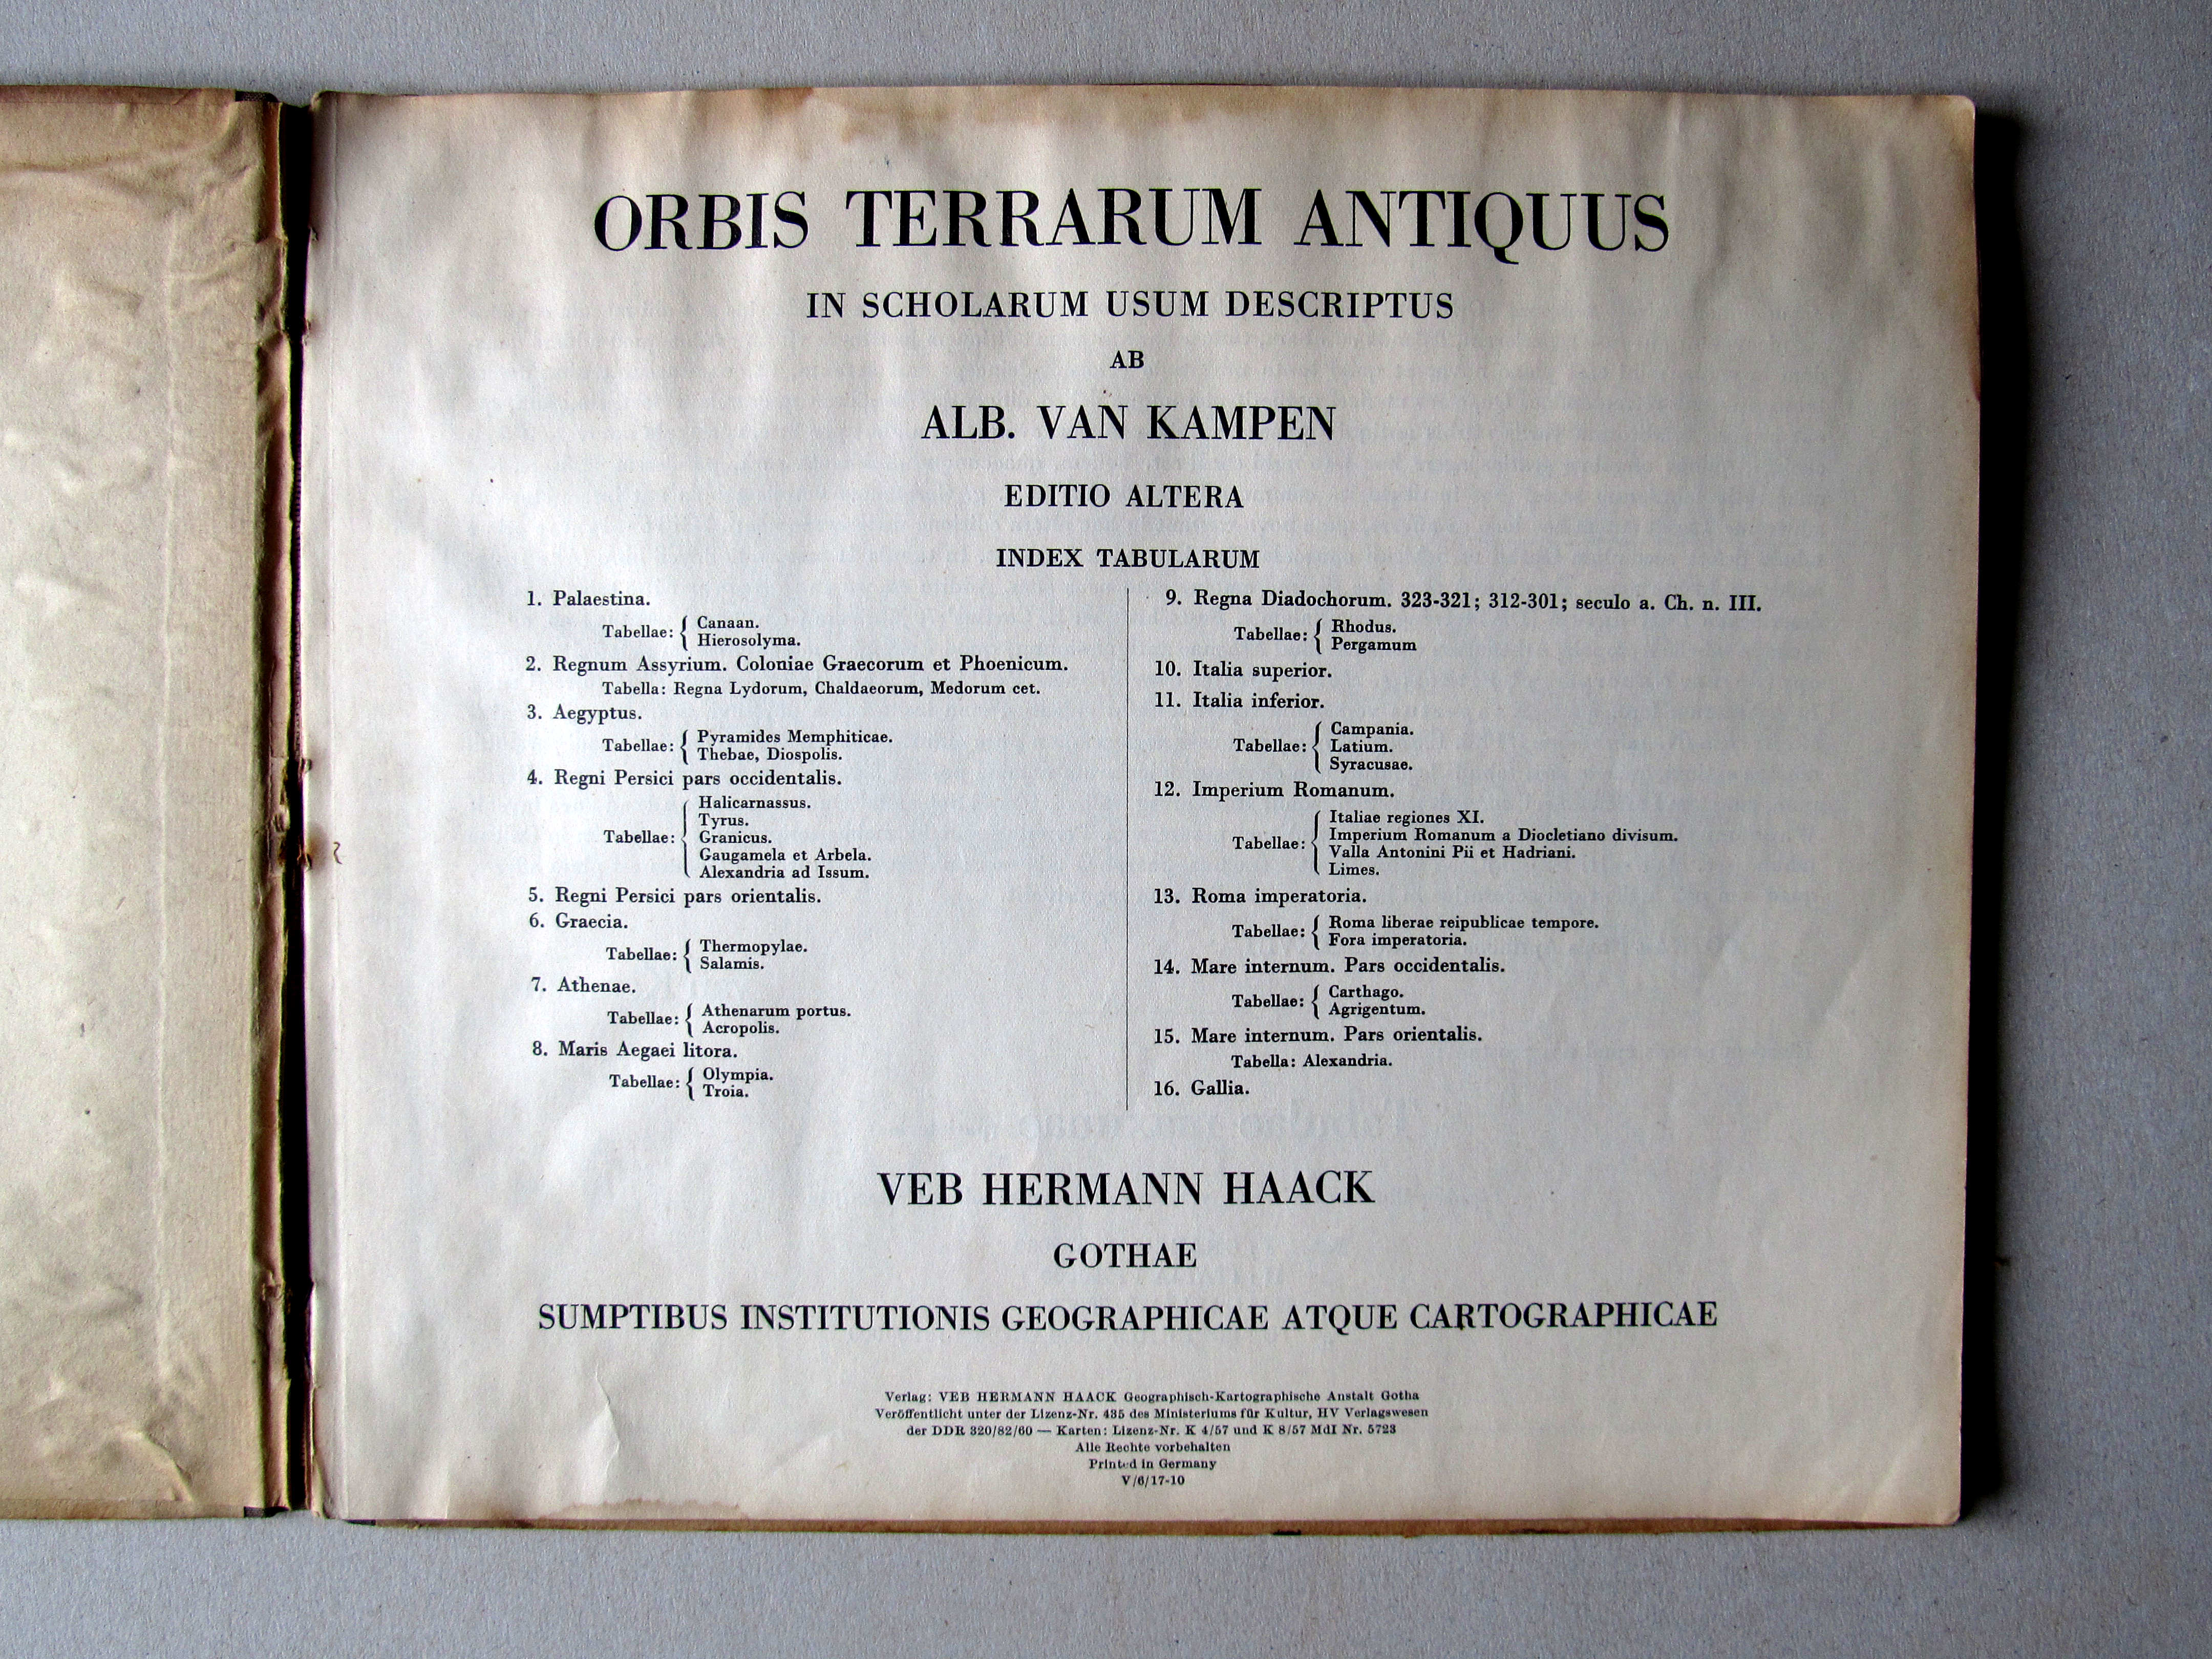 ORBIS TERRARUM ANTIQUUS
IN SCHOLARUM USUM DESCRIPTUS
AB
ALB. VAN KAMPEN
EDITIO ALTERA
INDEX TABULARUM
1. Palaestina.
Tabellae: { Canaan.
Hierosolyma.
2. Regnum Assyrium. Coloniae Graecorum et Phoenicum.
Tabella: Regna Lydorum, Chaldaeorum, Medorum cet.
3. Aegyptus.
Tabellae: { Pyramides Memphiticae.
Thebae, Diospolis.
4. Regni Persici pars occidentalis.
Tabellae: { Halicarnassus.
Tyrus.
Granicus.
Gaugamela et Arbela.
Alexandria ad Issum.
5. Regni Persici pars orientalis.
6. Graecia.
Tabellae: { Thermopylae.
Salamis.
7. Athenae.
Tabellae: { Athenarum portus.
Acropolis.
8. Maris Aegaei litora.
Tabellae: { Olympia.
Troia.
9. Regna Diadochorum. 323-321; 312-301; seculo a. Ch. n. III.
Tabellae: { Rhodus.
Pergamum
10. Italia superior.
11. Italia inferior.
Tabellae: { Campania.
Latium.
Syracusae.
12. Imperium Romanum.
Tabellae: { Italiae regiones XI.
Imperium Romanum a Diocletiano divisum.
Valla Antonini Pii et Hadriani.
Limes.
13. Roma imperatoria.
Tabellae: { Roma liberae reipublicae tempore.
Fora imperatoria.
14. Mare internum. Pars occidentalis.
Tabellae: { Carthago.
Agrigentum.
15. Mare internum. Pars orientalis.
Tabella: Alexandria.
16. Gallia.
VEB HERMANN HAACK
GOTHAE
SUMPTIBUS INSTITUTIONIS GEOGRAPHICAE ATQUE CARTOGRAPHICAE
Verlag: VEB HERMANN HAACK Geographisch-Kartographische Anstalt Gotha
Veröffentlicht unter der Lizenz-Nr. 435 des Ministeriums für Kultur, HV Verlagswesen
der DDR 320/82/60 — Karten: Lizenz-Nr. K 4/57 und K 8/57 MdI Nr. 5723
Alle Rechte vorbehalten
Printed in Germany
V/6/17-10